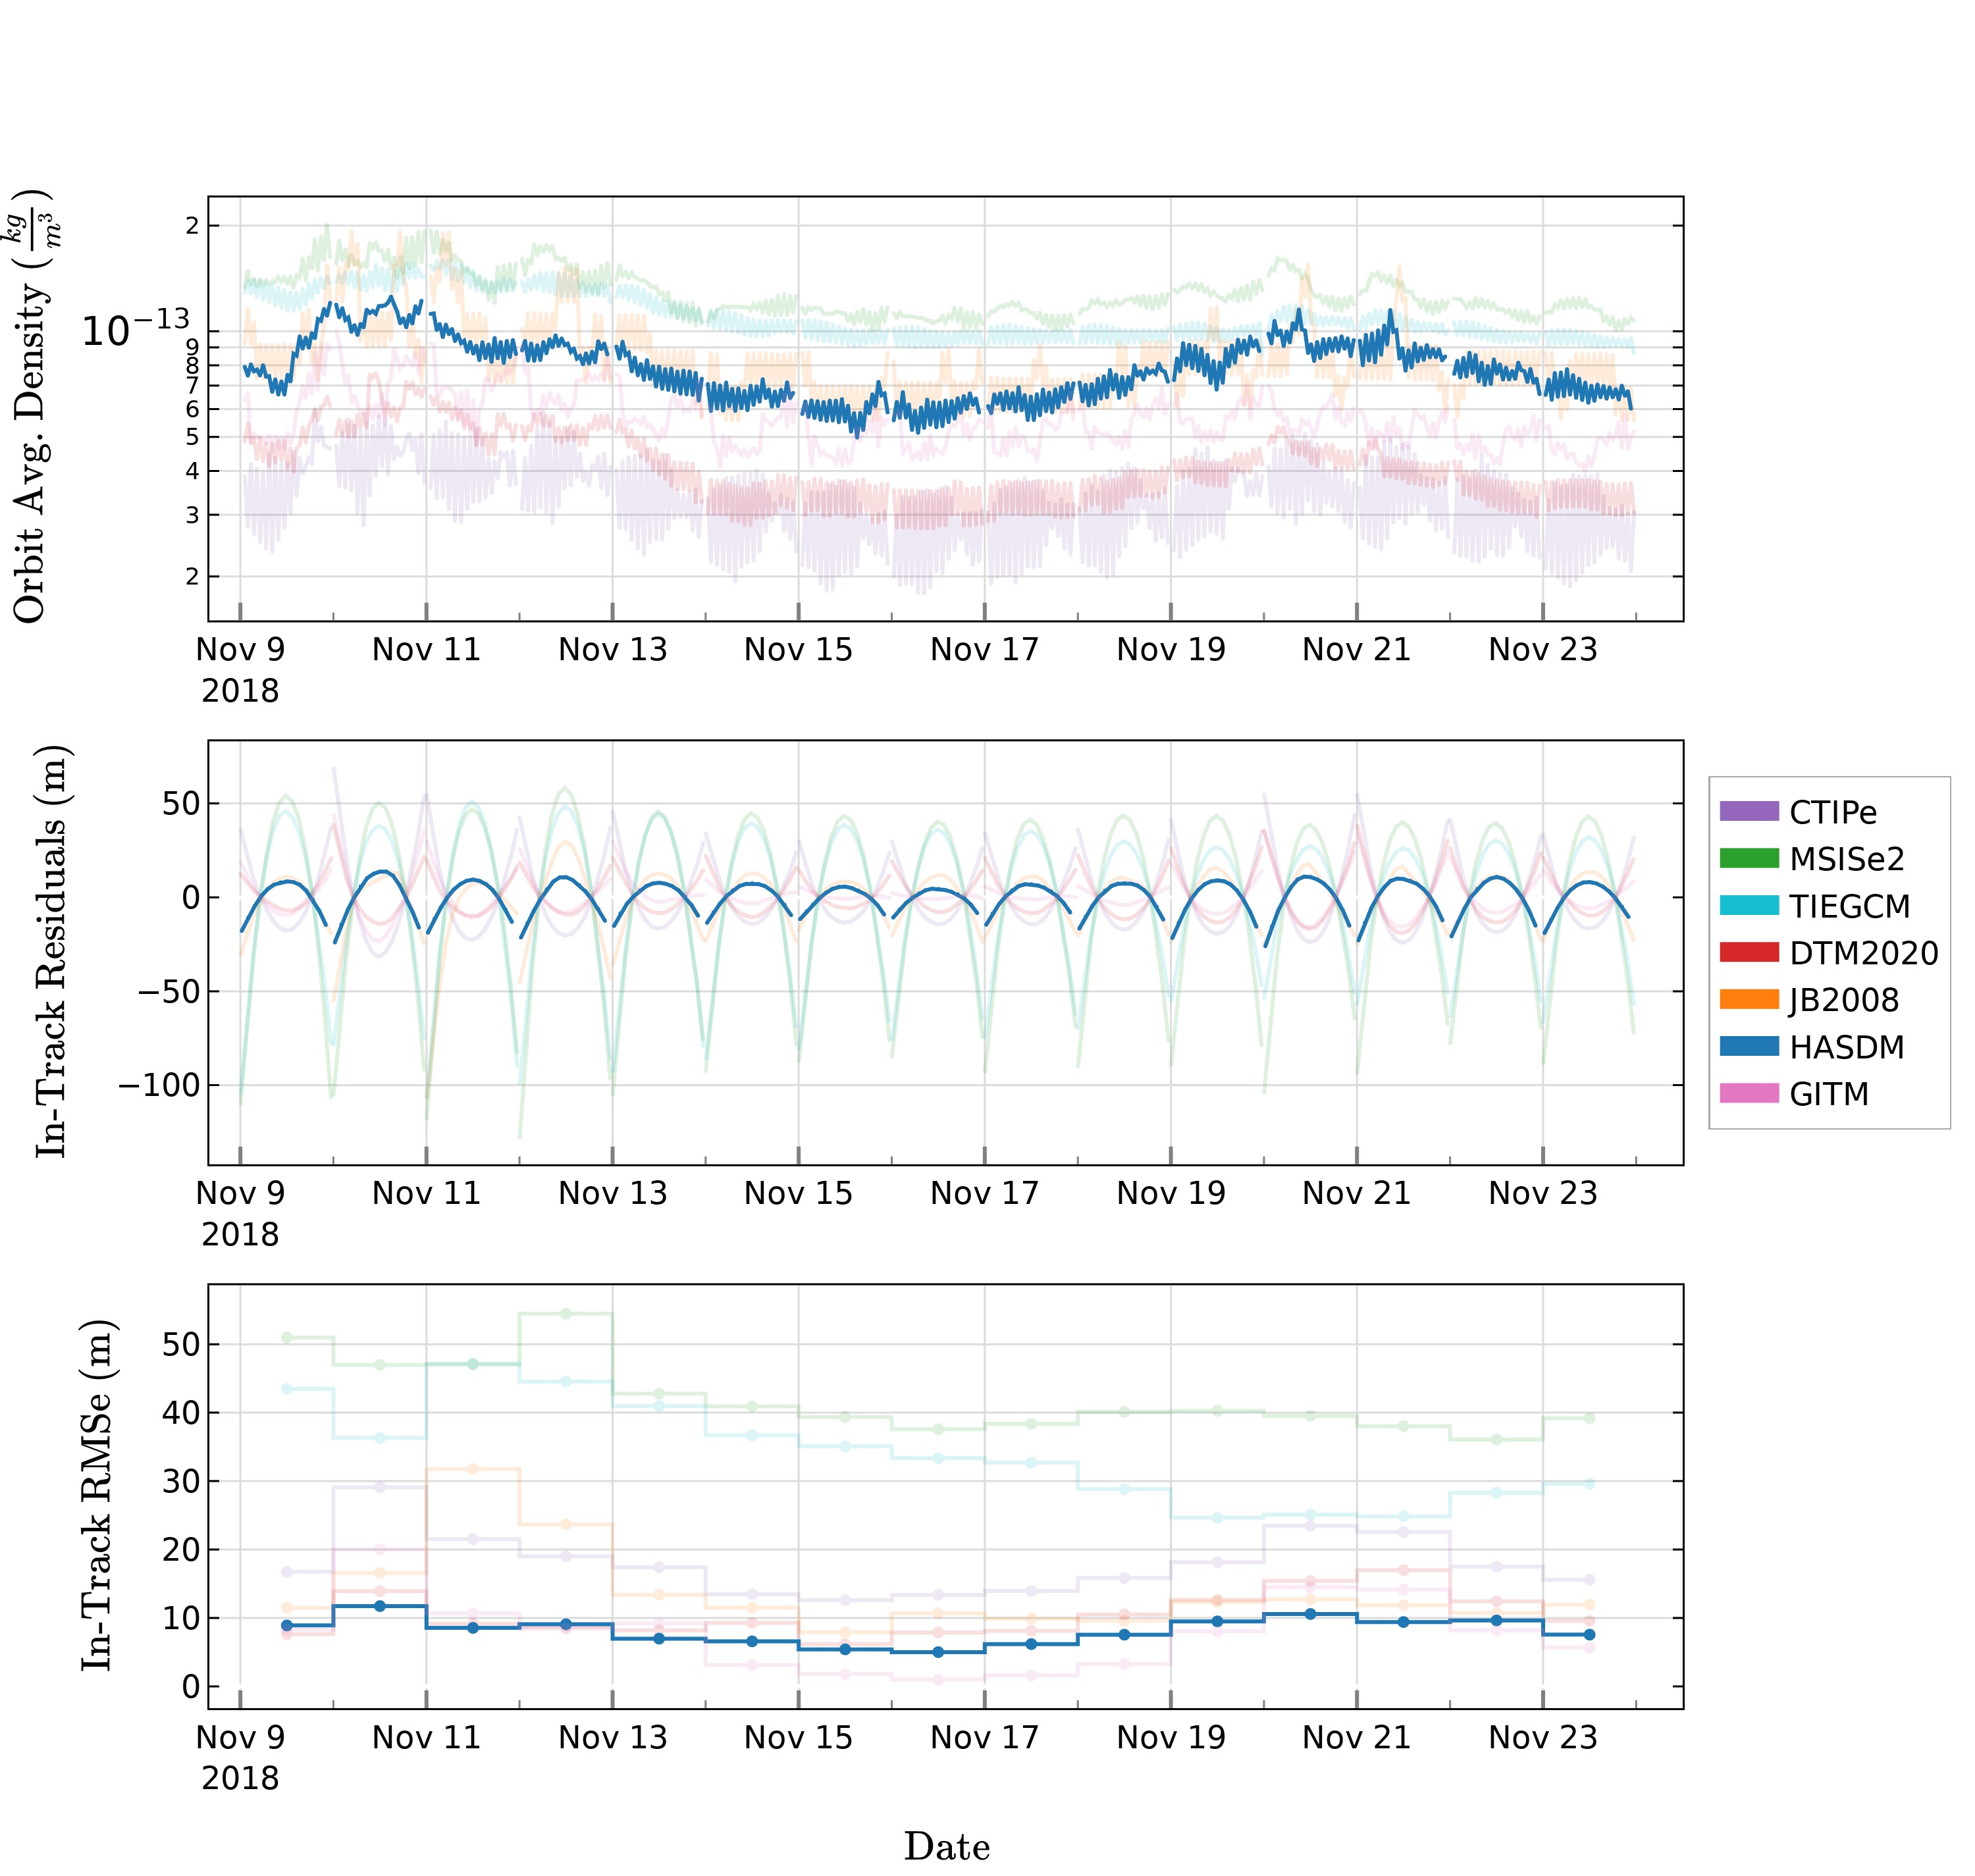 Orbit Avg. Density (kg/m³)
2
10−13
9
8
7
6
5
4
3
2
Nov 9 Nov 11 Nov 13 Nov 15 Nov 17 Nov 19 Nov 21 Nov 23
2018
In-Track Residuals (m)
50
0
−50
−100
Nov 9 Nov 11 Nov 13 Nov 15 Nov 17 Nov 19 Nov 21 Nov 23
2018
CTIPe
MSISe2
TIEGCM
DTM2020
JB2008
HASDM
GITM
In-Track RMSe (m)
50
40
30
20
10
0
Nov 9 Nov 11 Nov 13 Nov 15 Nov 17 Nov 19 Nov 21 Nov 23
2018
Date